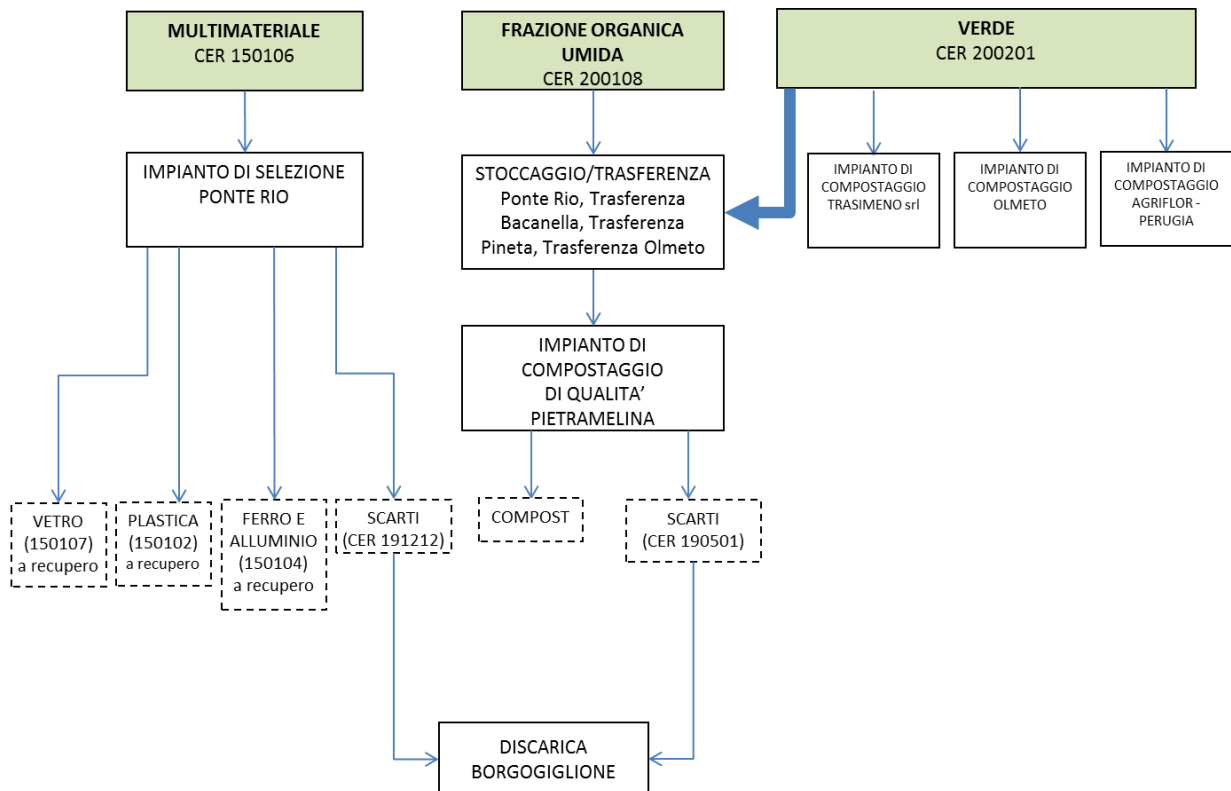 MULTIMATERIALE
CER 150106
FRAZIONE ORGANICA
UMIDA
CER 200108
VERDE
CER 200201
IMPIANTO DI SELEZIONE
PONTE RIO
STOCCAGGIO/TRASFERENZA
Ponte Rio, Trasferenza
Bacanella, Trasferenza
Pineta, Trasferenza Olmeto
IMPIANTO DI
COMPOSTAGGIO
TRASIMENO srl
IMPIANTO DI
COMPOSTAGGIO
OLMETO
IMPIANTO DI
COMPOSTAGGIO
AGRIFLOR -
PERUGIA
IMPIANTO DI
COMPOSTAGGIO
DI QUALITA’
PIETRAMELINA
VETRO
(150107)
a recupero
PLASTICA
(150102)
a recupero
FERRO E
ALLUMINIO
(150104)
a recupero
SCARTI
(CER 191212)
COMPOST
SCARTI
(CER 190501)
DISCARICA
BORGOGIGLIONE